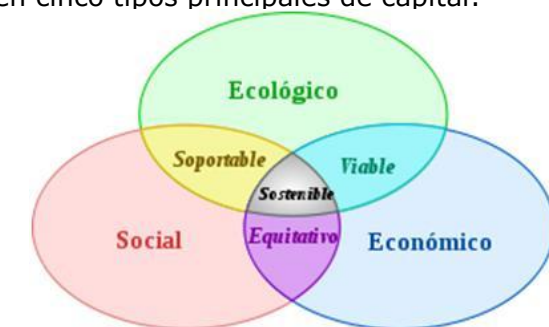 en cinco tipos principales de capital.
Ecológico
Soportable
Viable
Sostenible
Social
Equitativo
Económico